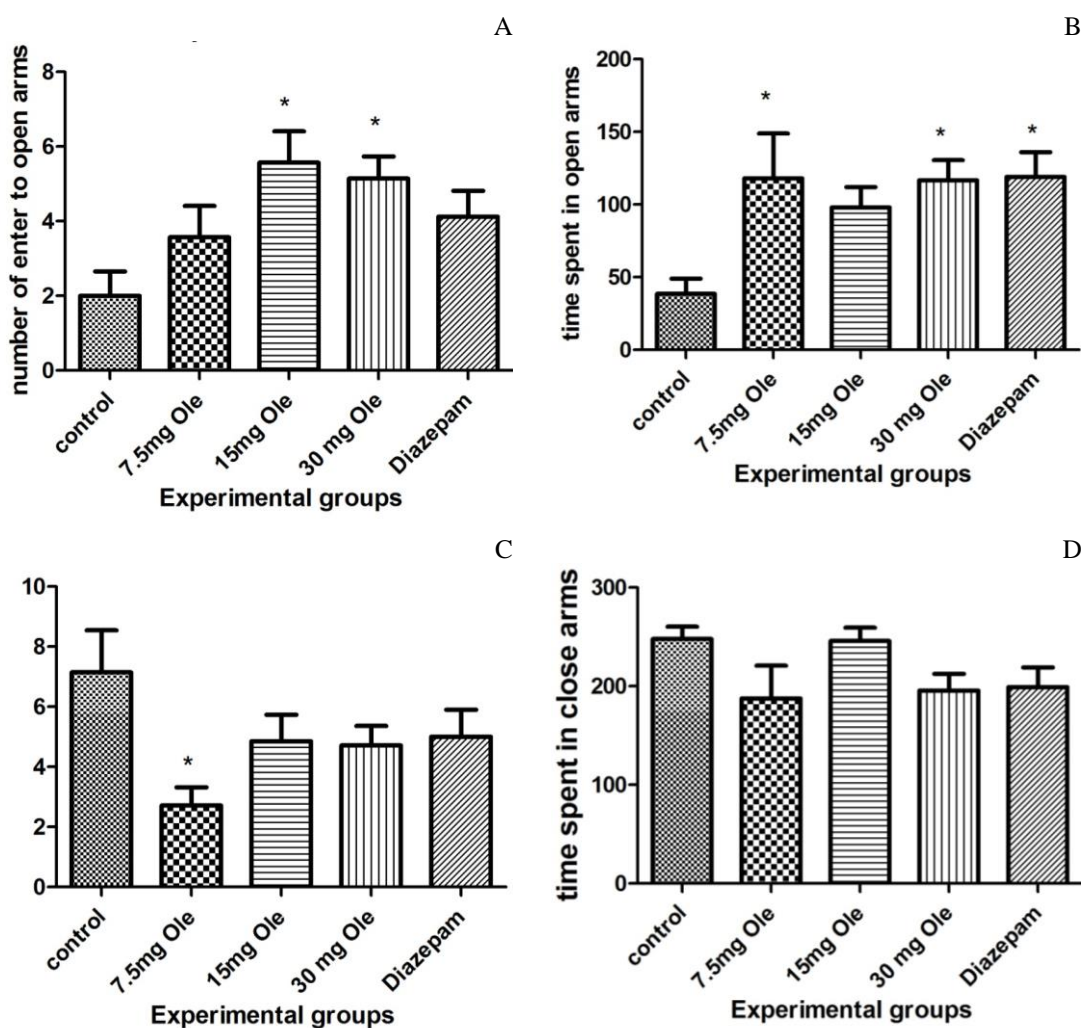 A
number of enter to open arms
8
6
4
2
0
control
7.5mg Ole
15mg Ole
30 mg Ole
Diazepam
Experimental groups
* *
B
time spent in open arms
200
150
100
50
0
control
7.5mg Ole
15mg Ole
30 mg Ole
Diazepam
Experimental groups
* * *
C
10
8
6
4
2
0
control
7.5mg Ole
15mg Ole
30 mg Ole
Diazepam
Experimental groups
*
D
time spent in close arms
300
200
100
0
control
7.5mg Ole
15mg Ole
30 mg Ole
Diazepam
Experimental groups